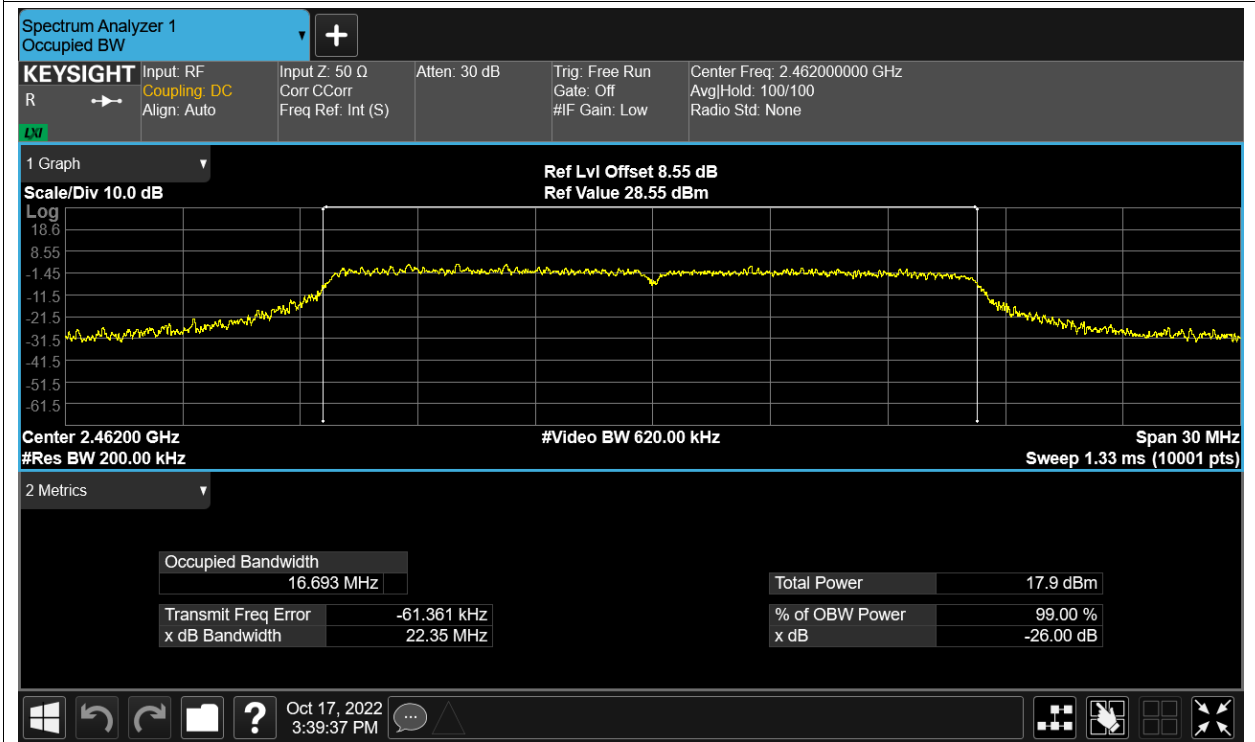 Spectrum Analyzer 1
Occupied BW
KEYSIGHT
R
LXI
Input: RF
Coupling: DC
Align: Auto
Input Z: 50 Ω
Corr CCorr
Freq Ref: Int (S)
Atten: 30 dB
Trig: Free Run
Gate: Off
#IF Gain: Low
Center Freq: 2.462000000 GHz
Avg|Hold: 100/100
Radio Std: None
1 Graph
Ref Lvl Offset 8.55 dB
Scale/Div 10.0 dB
Ref Value 28.55 dBm
Log
18.6
8.55
-1.45
-11.5
-21.5
-31.5
-41.5
-51.5
-61.5
Center 2.46200 GHz
#Video BW 620.00 kHz
Span 30 MHz
#Res BW 200.00 kHz
Sweep 1.33 ms (10001 pts)
2 Metrics
Occupied Bandwidth
16.693 MHz
Total Power 17.9 dBm
Transmit Freq Error -61.361 kHz
% of OBW Power 99.00 %
x dB Bandwidth 22.35 MHz
x dB -26.00 dB
?
Oct 17, 2022
3:39:37 PM